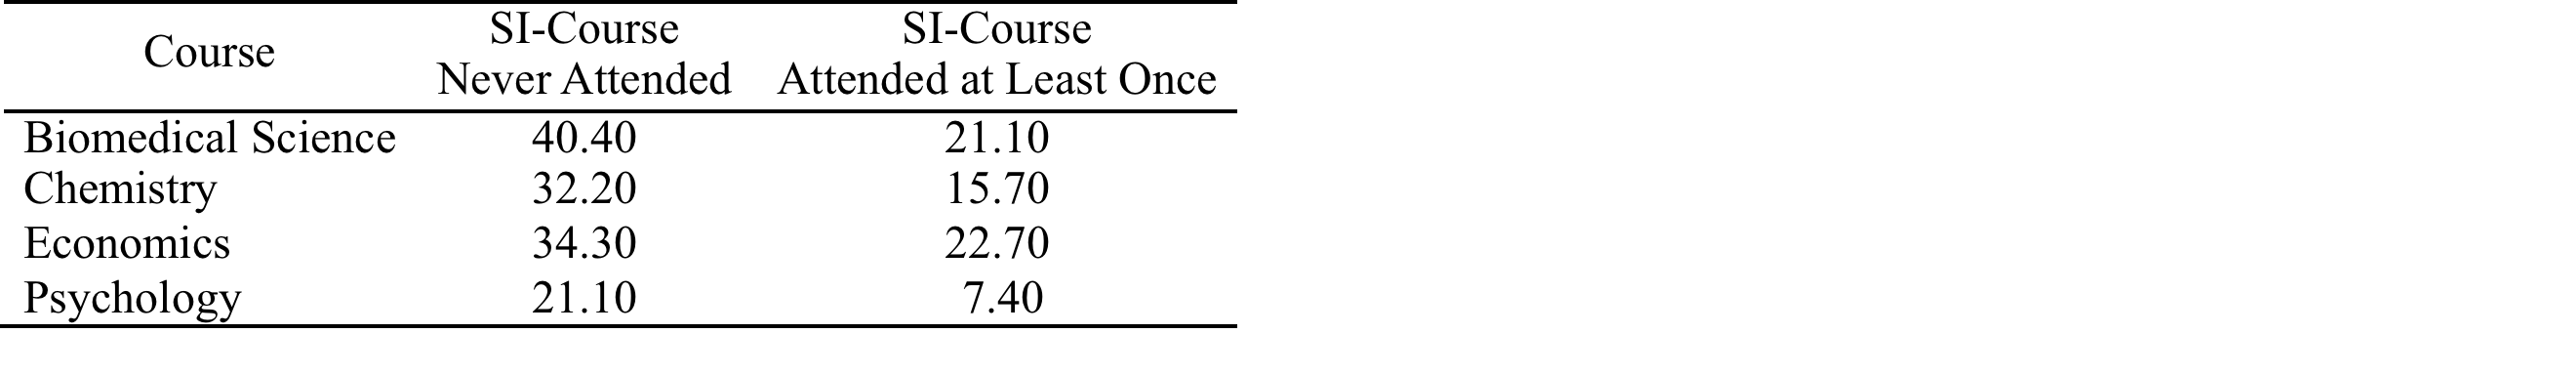 Course SI-Course Never Attended SI-Course Attended at Least Once
Biomedical Science 40.40 21.10
Chemistry 32.20 15.70
Economics 34.30 22.70
Psychology 21.10 7.40